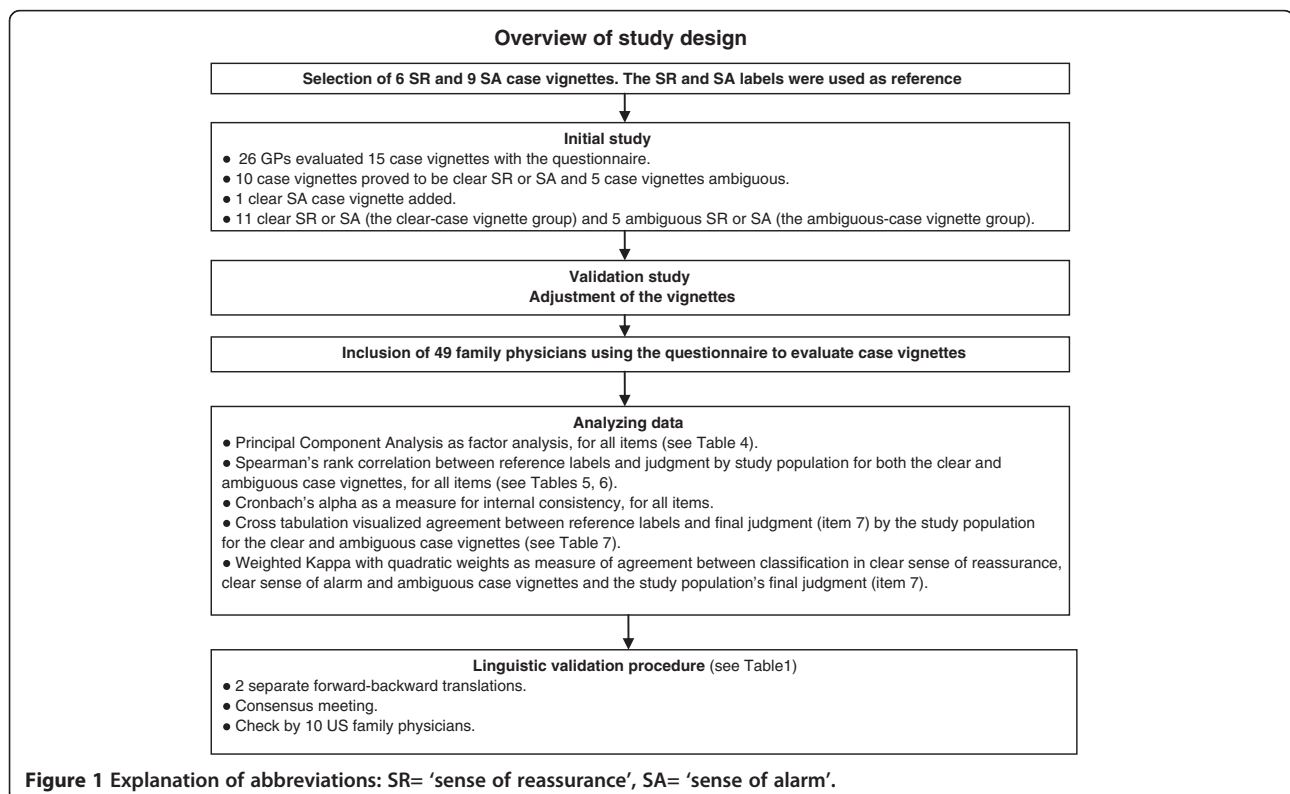 Overview of study design
Selection of 6 SR and 9 SA case vignettes. The SR and SA labels were used as reference
Initial study
● 26 GPs evaluated 15 case vignettes with the questionnaire.
● 10 case vignettes proved to be clear SR or SA and 5 case vignettes ambiguous.
● 1 clear SA case vignette added.
● 11 clear SR or SA (the clear-case vignette group) and 5 ambiguous SR or SA (the ambiguous-case vignette group).
Validation study
Adjustment of the vignettes
Inclusion of 49 family physicians using the questionnaire to evaluate case vignettes
Analyzing data
● Principal Component Analysis as factor analysis, for all items (see Table 4).
● Spearman's rank correlation between reference labels and judgment by study population for both the clear and
ambiguous case vignettes, for all items (see Tables 5, 6).
● Cronbach's alpha as a measure for internal consistency, for all items.
● Cross tabulation visualized agreement between reference labels and final judgment (item 7) by the study population
for the clear and ambiguous case vignettes (see Table 7).
● Weighted Kappa with quadratic weights as measure of agreement between classification in clear sense of reassurance,
clear sense of alarm and ambiguous case vignettes and the study population's final judgment (item 7).
Linguistic validation procedure (see Table1)
● 2 separate forward-backward translations.
● Consensus meeting.
● Check by 10 US family physicians.
Figure 1 Explanation of abbreviations: SR= 'sense of reassurance', SA= 'sense of alarm'.